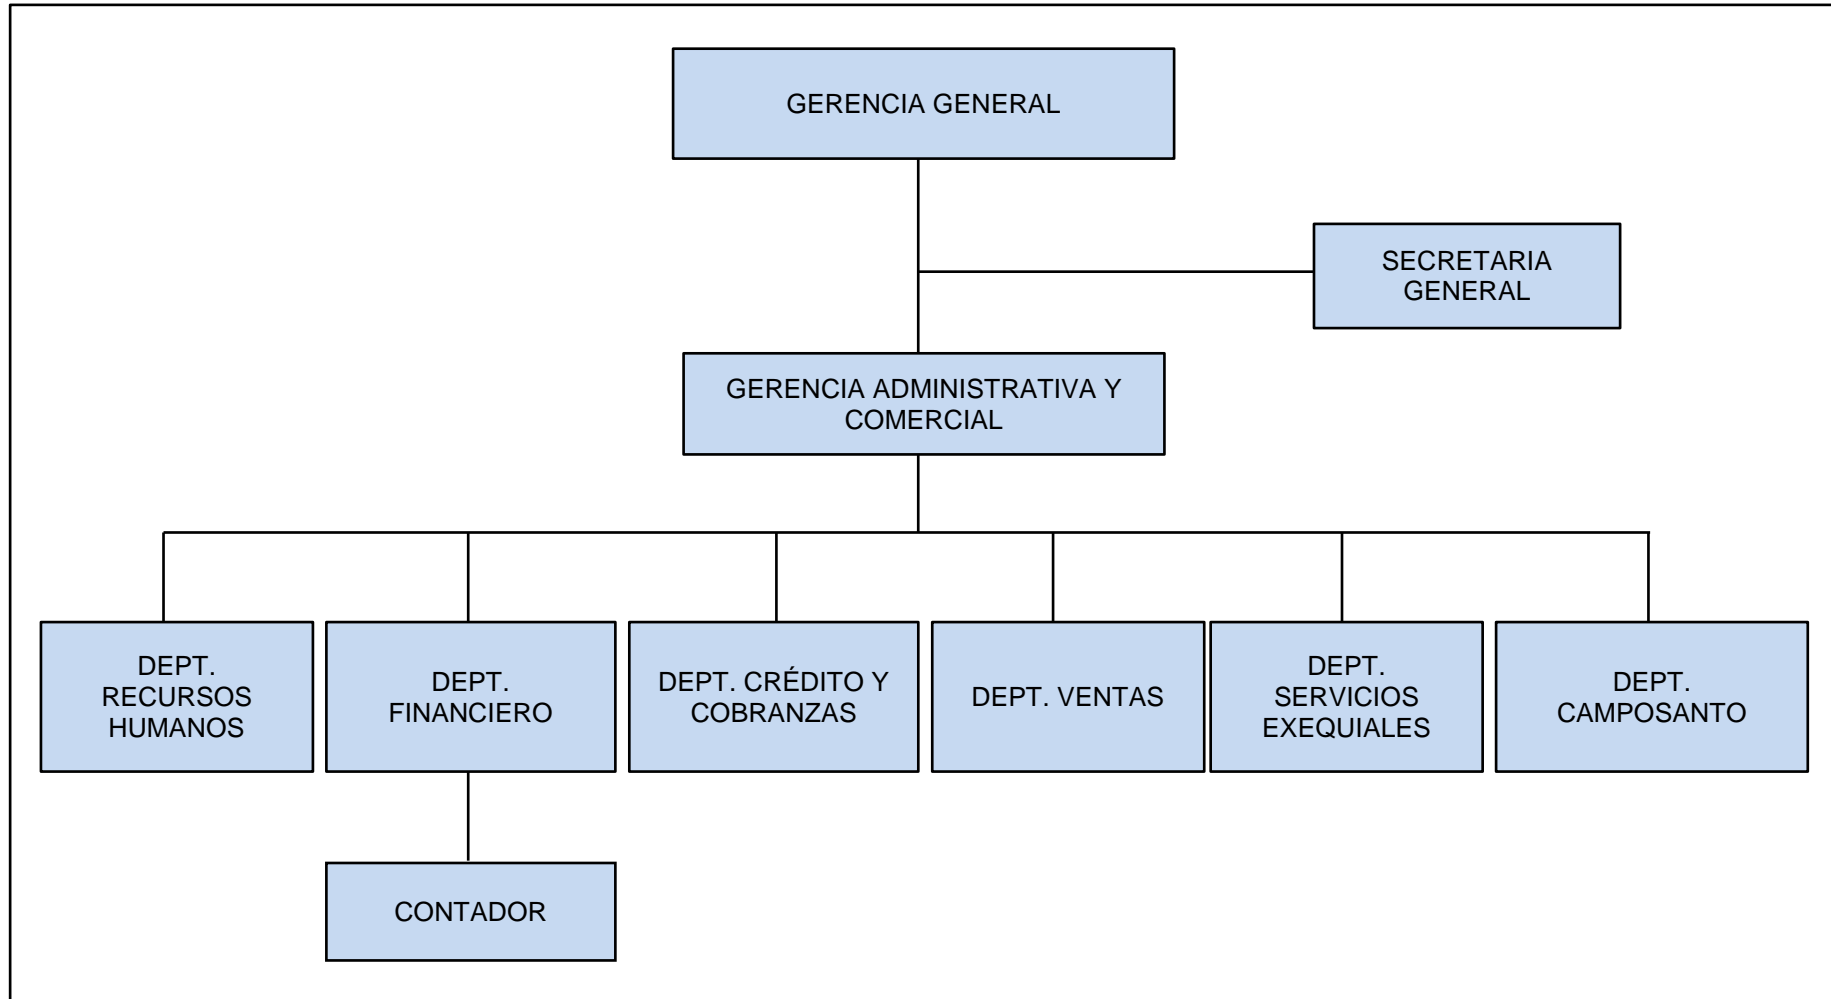 GERENCIA GENERAL
SECRETARIA
GENERAL
GERENCIA ADMINISTRATIVA Y
COMERCIAL
DEPT.
RECURSOS
HUMANOS
DEPT.
FINANCIERO
DEPT. CRÉDITO Y
COBRANZAS
DEPT. VENTAS
DEPT.
SERVICIOS
EXEQUIALES
DEPT.
CAMPOSANTO
CONTADOR